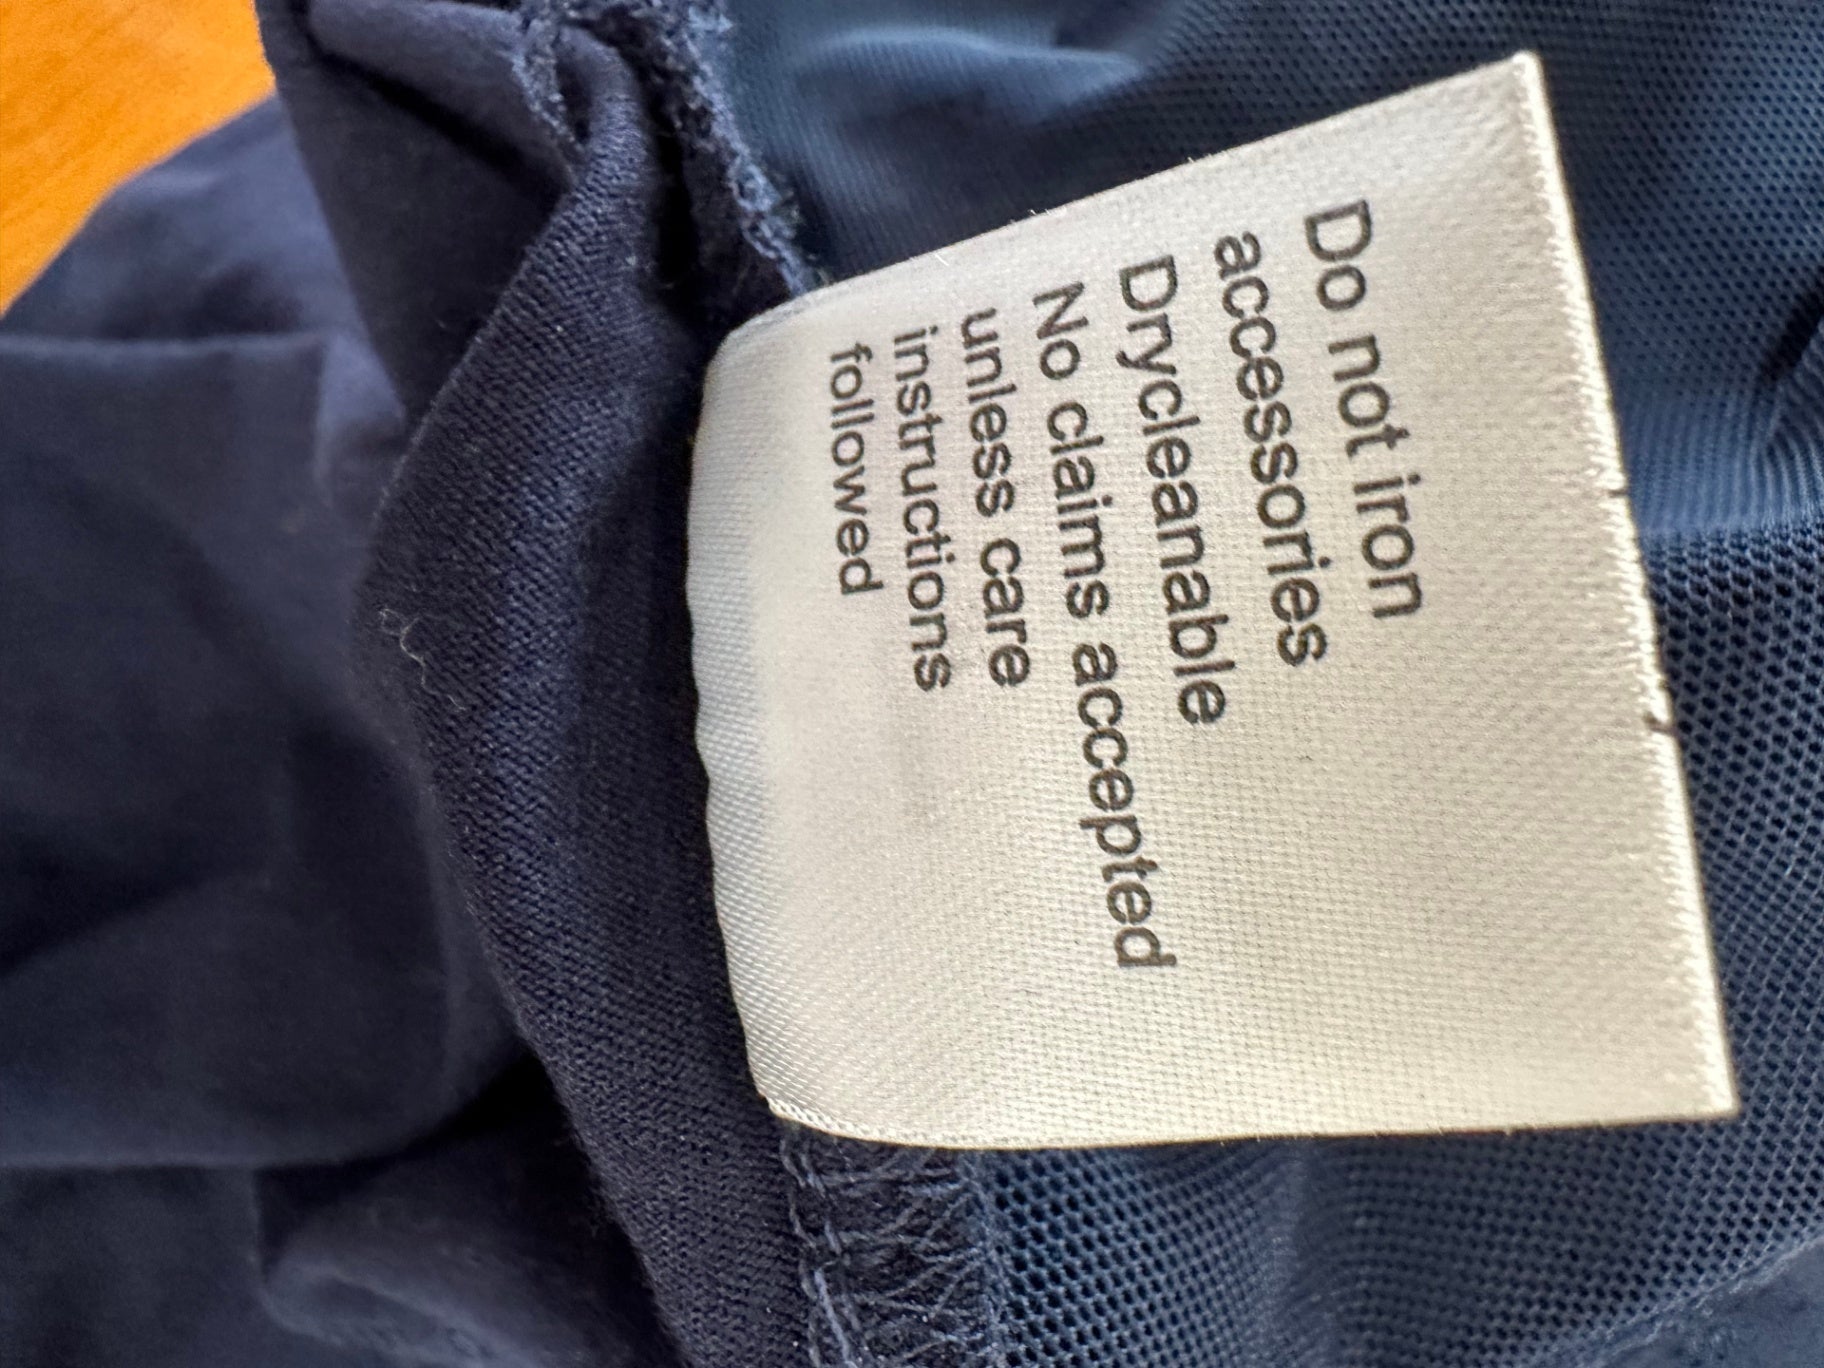 Do not iron
accessories
Drycleanable
No claims accepted
unless care
instructions
followed